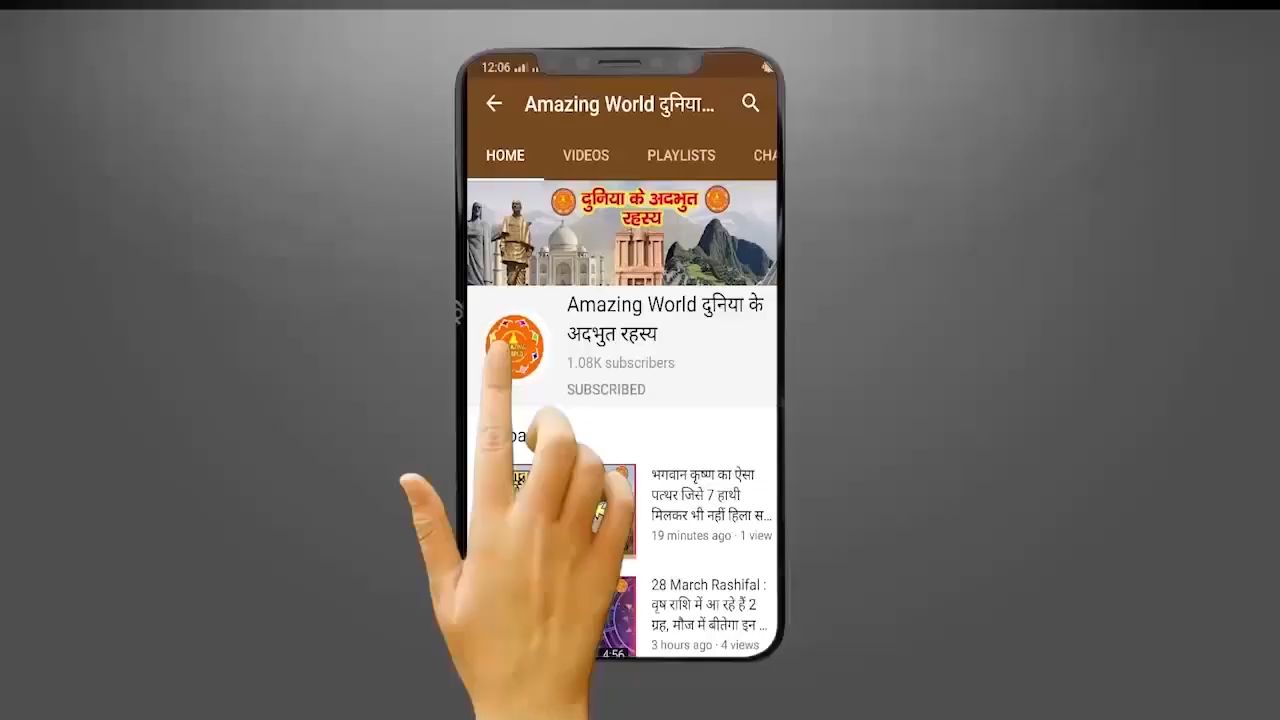 12:06
Amazing World दुनिया...
HOME VIDEOS PLAYLISTS CHA
दुनिया के अदभुत
रहस्य
Amazing World दुनिया के
अदभुत रहस्य
1.08K subscribers
SUBSCRIBED
भगवान कृष्ण का ऐसा
पत्थर जिसे 7 हाथी
मिलकर भी नहीं हिला स...
19 minutes ago · 1 view
28 March Rashifal :
वृष राशि में आ रहे हैं 2
ग्रह, मौज में बीतेगा इन ...
3 hours ago · 4 views
4:56